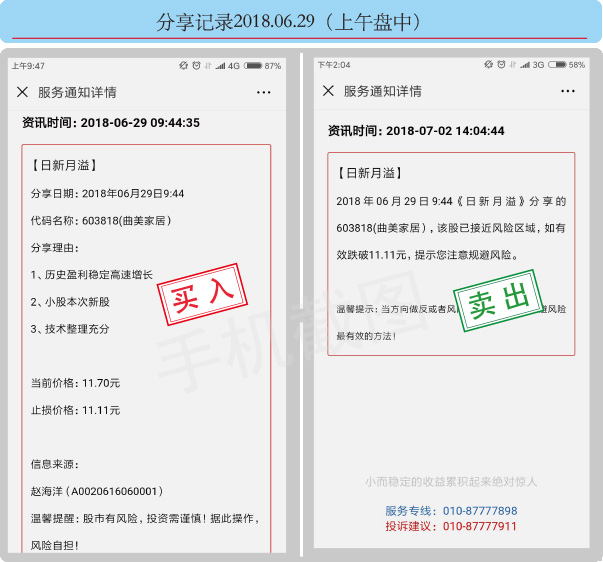 分享记录2018.06.29（上午盘中）
上午9:47
4G 87%
服务通知详情
资讯时间: 2018-06-29 09:44:35
【日新月溢】
分享日期: 2018年06月29日9:44
代码名称: 603818(曲美家居)
分享理由:
1、历史盈利稳定高速增长
2、小股本次新股
3、技术整理充分
买入
当前价格: 11.70元
止损价格: 11.11元
信息来源:
赵海洋 (A0020616060001)
温馨提醒: 股市有风险, 投资需谨慎! 据此操作,
风险自担!
下午2:04
3G 58%
服务通知详情
资讯时间: 2018-07-02 14:04:44
【日新月溢】
2018年06月29日9:44《日新月溢》分享的
603818(曲美家居), 该股已接近风险区域, 如有
效跌破11.11元, 提示您注意规避风险。
卖出
温馨提示: 当方向做反或者风
风险
最有效的方法!
小而稳定的收益累积起来绝对惊人
服务专线: 010-87777898
投诉建议: 010-87777911
手机截图